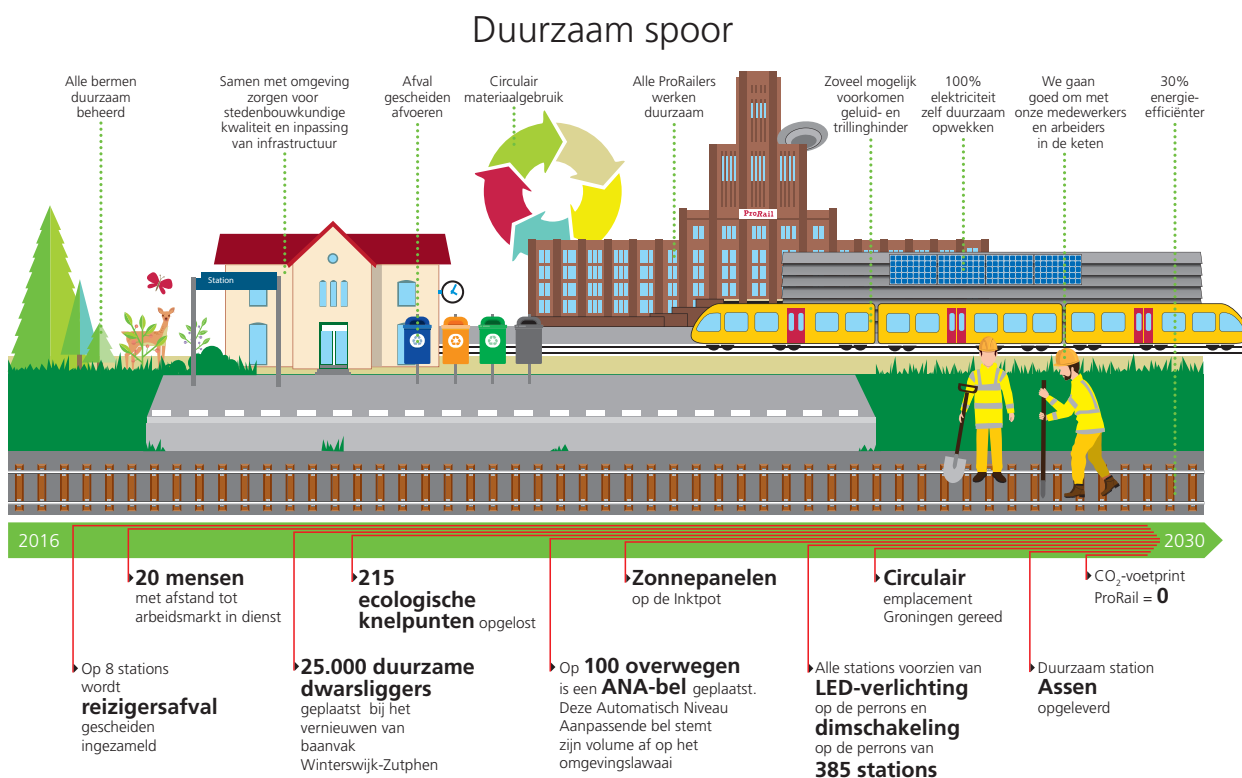 Duurzaam spoor
Alle bermen
duurzaam
beheerd
Samen met omgeving
zorgen voor
stedenbouwkundige
kwaliteit en inpassing
van infrastructuur
Afval
gescheiden
afvoeren
Circulair
materiaalgebruik
Alle ProRailers
werken
duurzaam
Zoveel mogelijk
voorkomen
geluid- en
trillinghinder
100%
elektriciteit
zelf duurzaam
opwekken
We gaan
goed om met
onze medewerkers
en arbeiders
in de keten
30%
energie-
efficiënter
ProRail
Station
2016
2030
20 mensen
met afstand tot
arbeidsmarkt in dienst
215
ecologische
knelpunten opgelost
Zonnepanelen
op de Inktpot
Circulair
emplacement
Groningen gereed
CO₂-voetprint
ProRail = 0
Op 8 stations
wordt
reizigersafval
gescheiden
ingezameld
25.000 duurzame
dwarsliggers
geplaatst bij het
vernieuwen van
baanvak
Winterswijk-Zutphen
Op 100 overwegen
is een ANA-bel geplaatst.
Deze Automatisch Niveau
Aanpassende bel stemt
zijn volume af op het
omgevingslawaai
Alle stations voorzien van
LED-verlichting
op de perrons en
dimschakeling
op de perrons van
385 stations
Duurzaam station
Assen
opgeleverd